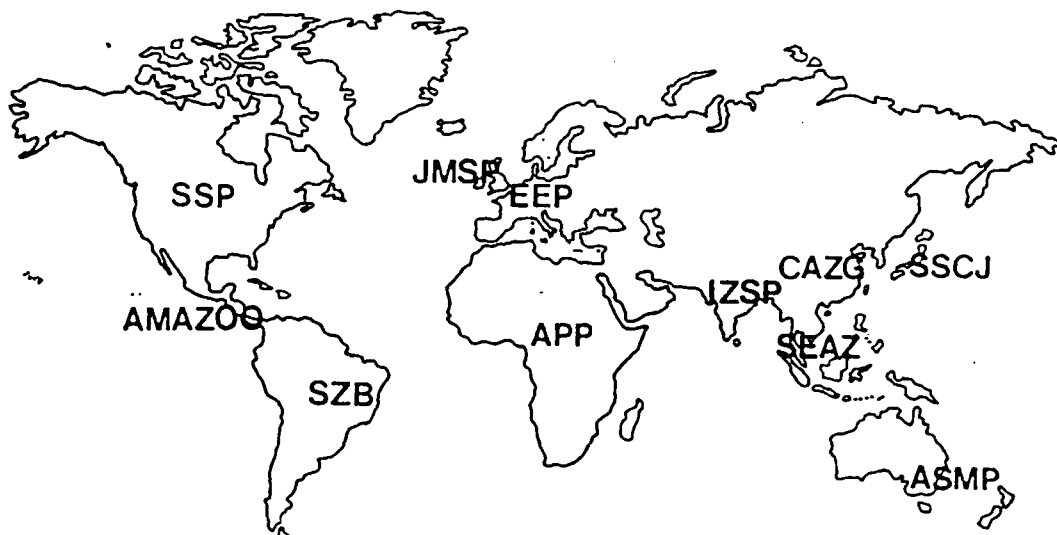 JMSP
SSP
EEP
CAZG
SSCJ
IZSP
AMAZOO
APP
SEAZ
SZB
ASMP